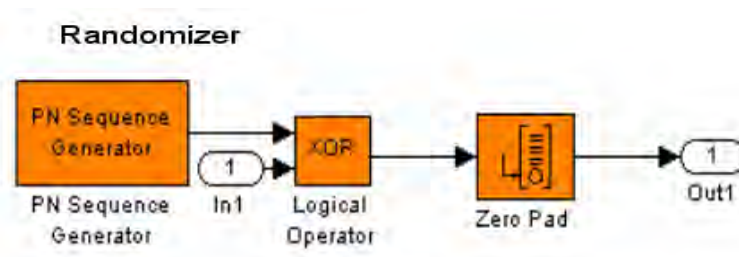 Randomizer
PN Sequence
Generator
PN Sequence
Generator
1
In1
XOR
Logical
Operator
Zero Pad
1
Out1